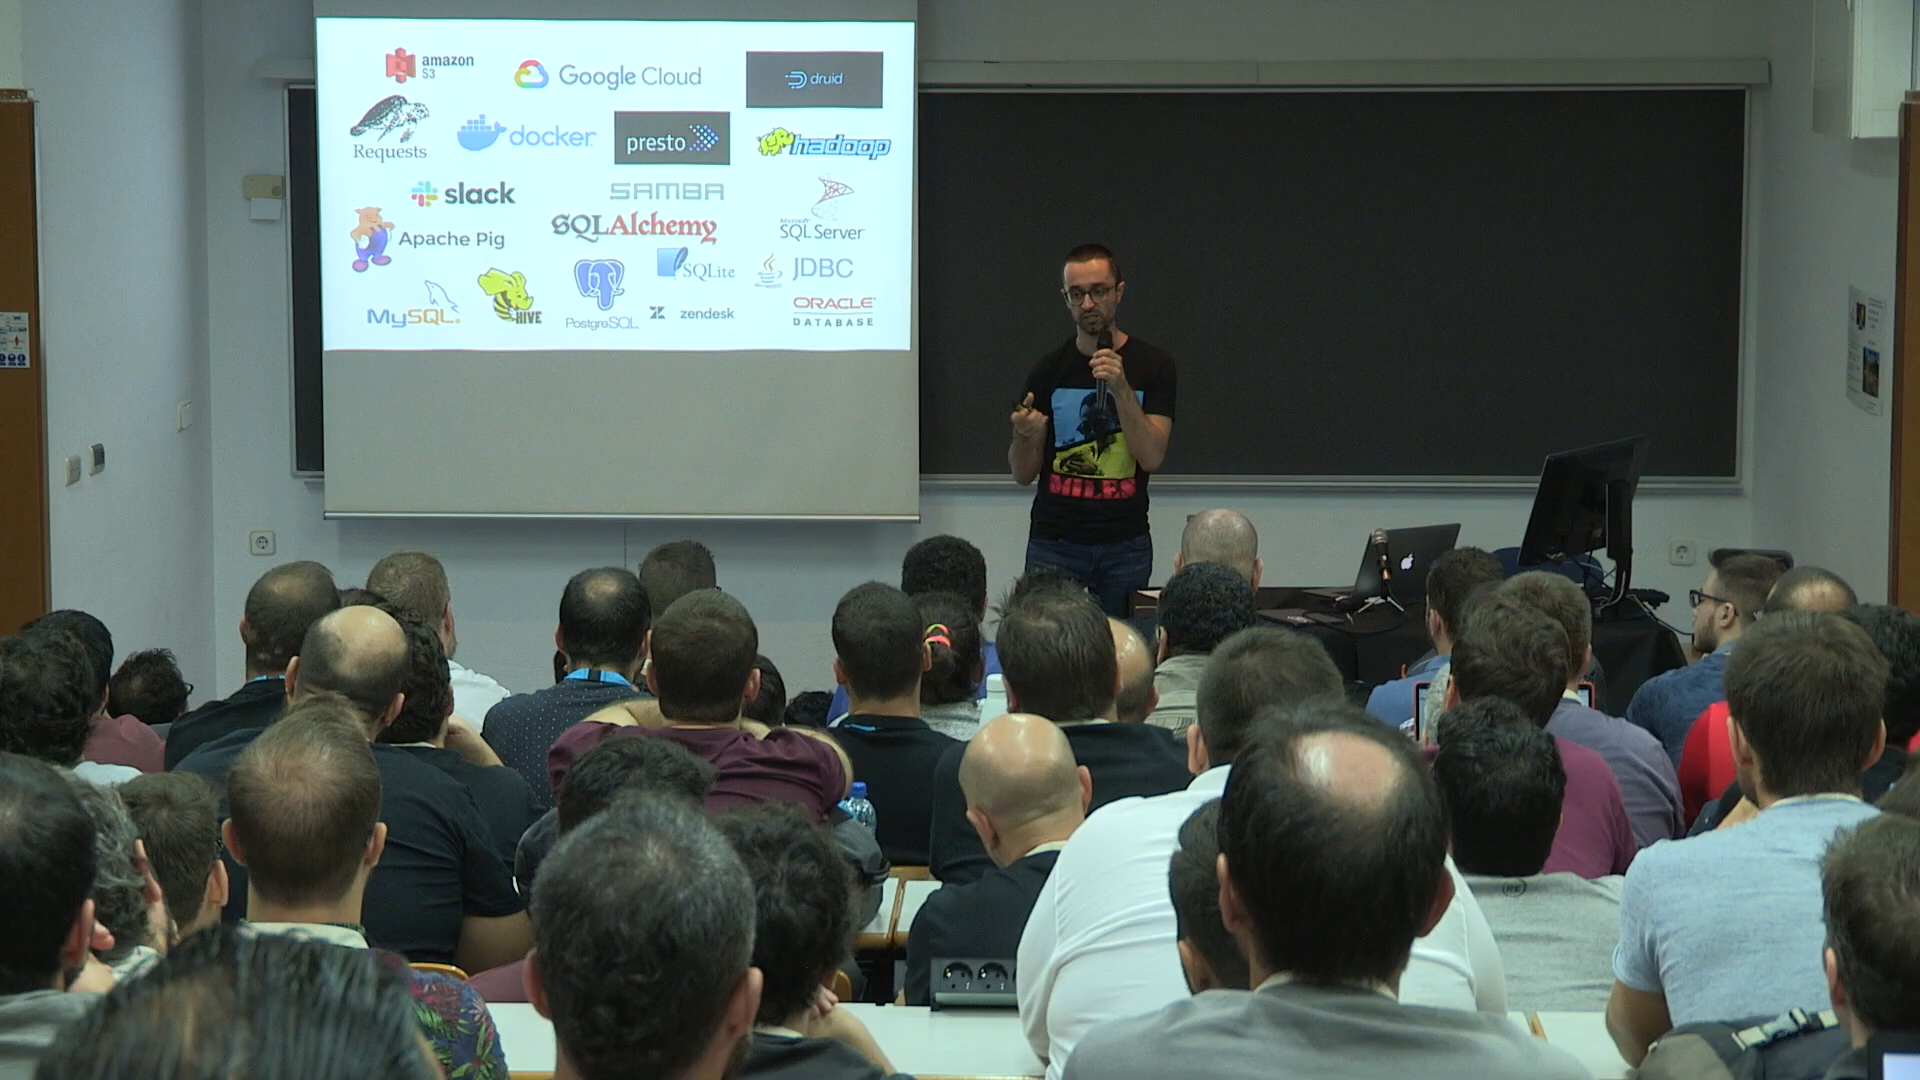 amazon
S3
Google Cloud
druid
Requests
docker
presto
hadoop
slack
SAMBA
Apache Pig
SQLAlchemy
Microsoft
SQL Server
MySQL
HIVE
PostgreSQL
SQLite
zendesk
JDBC
ORACLE
DATABASE
MILES